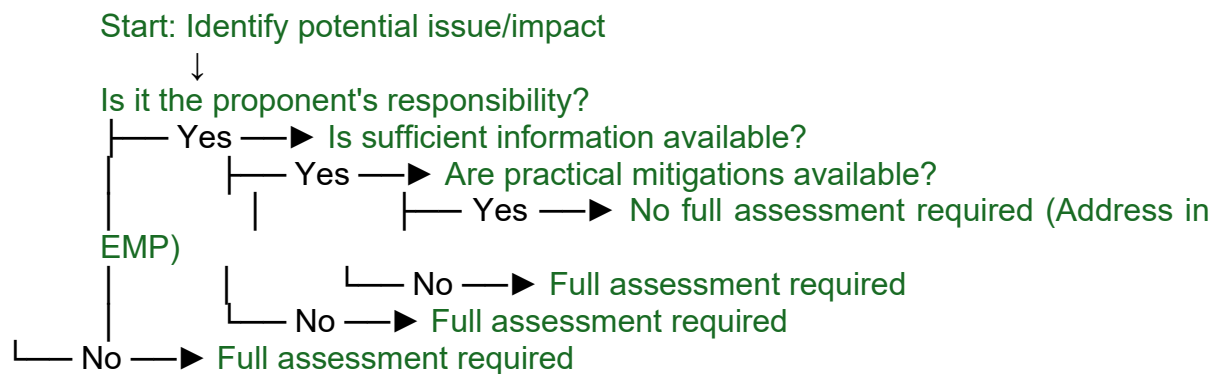 Start: Identify potential issue/impact
↓
Is it the proponent's responsibility?
├── Yes ──► Is sufficient information available?
│ ├── Yes ──► Are practical mitigations available?
│ │ ├── Yes ──► No full assessment required (Address in
EMP)
│ │ └── No ──► Full assessment required
│ └── No ──► Full assessment required
└── No ──► Full assessment required